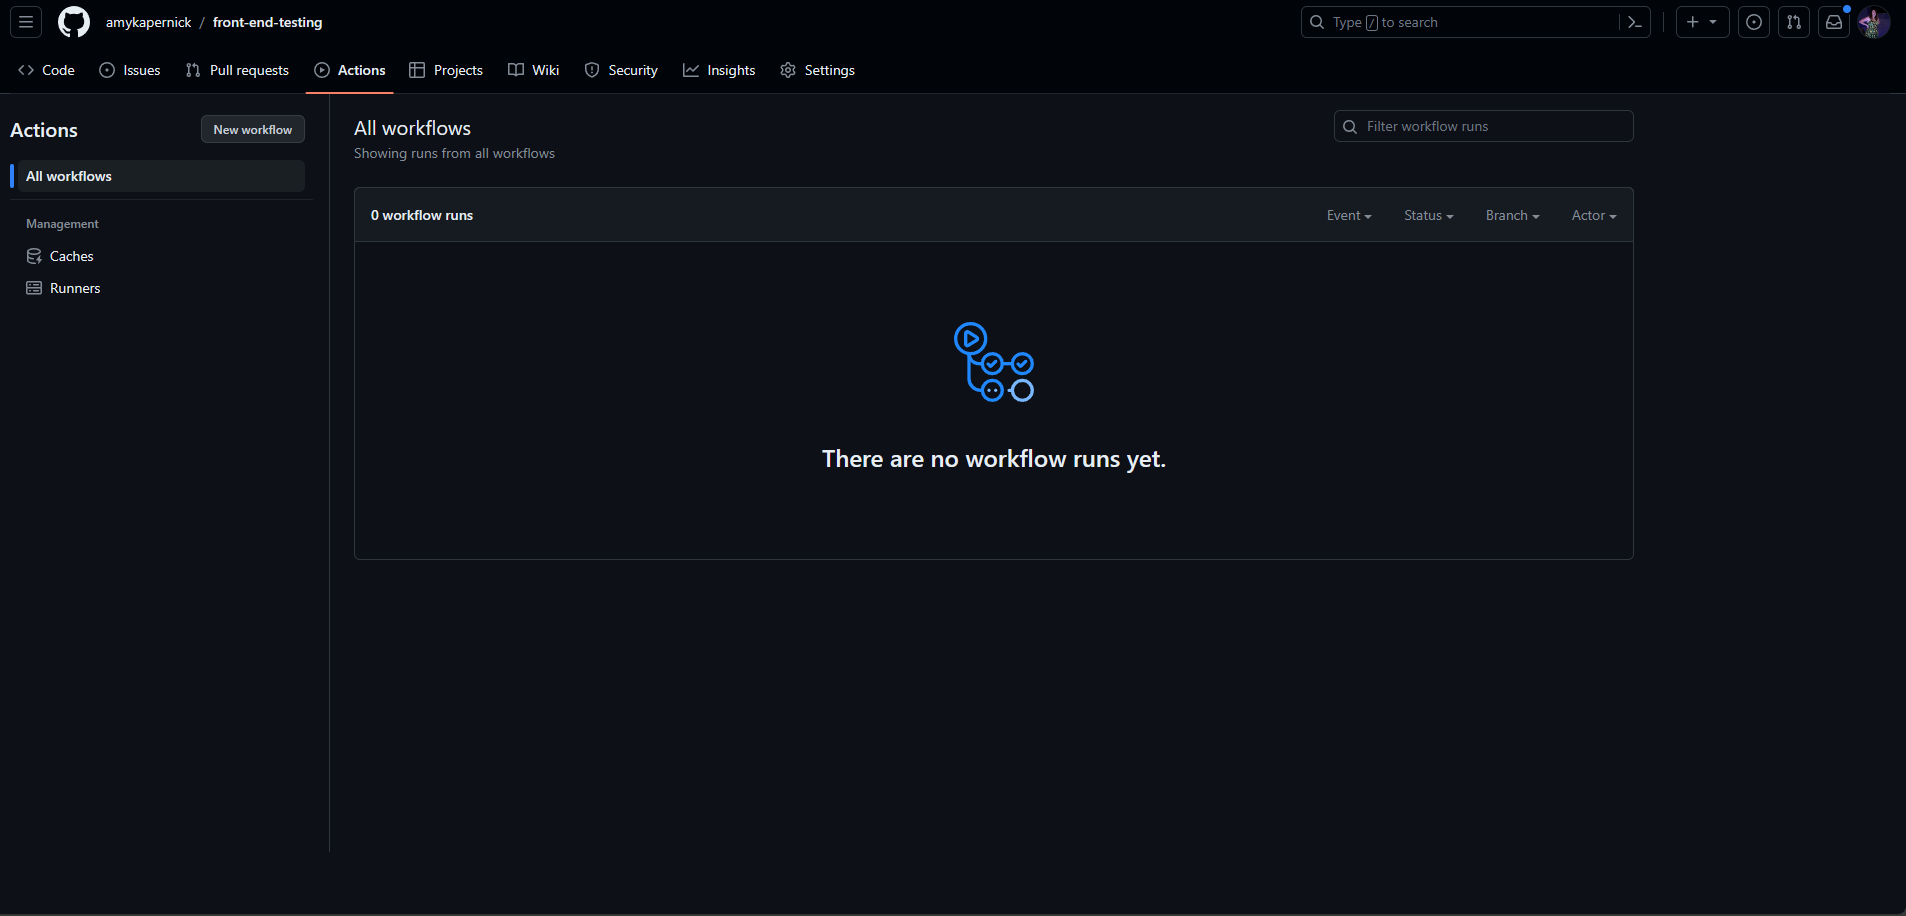 amykapernick / front-end-testing
Type / to search
Code Issues Pull requests Actions Projects Wiki Security Insights Settings
Actions
New workflow
All workflows
Management
Caches
Runners
All workflows
Showing runs from all workflows
Filter workflow runs
0 workflow runs
Event Status Branch Actor
There are no workflow runs yet.